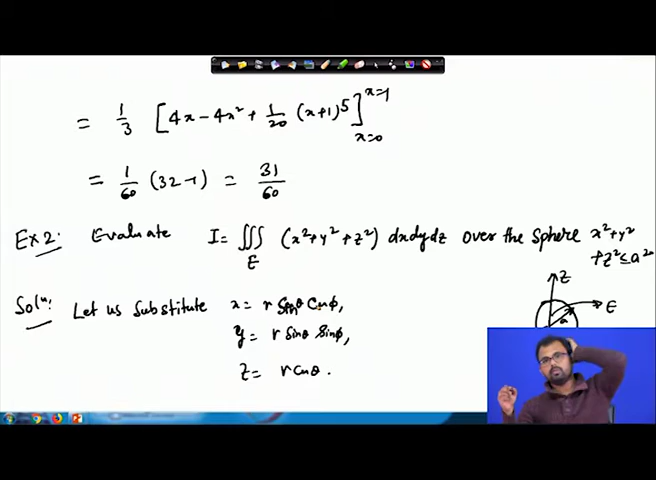 = 1/3 [4x - 4x² + 1/20 (x+1)⁵]ˣ⁼¹ₓ₌₀
= 1/60 (32-1) = 31/60
Ex 2: Evaluate I = ∭_E (x²+y²+z²) dxdydz over the sphere x²+y²
+z² ≤ a²
Z
E
a
Solⁿ: Let us substitute x = r sinθ cosφ,
y = r sinθ sinφ,
z = r cosθ.